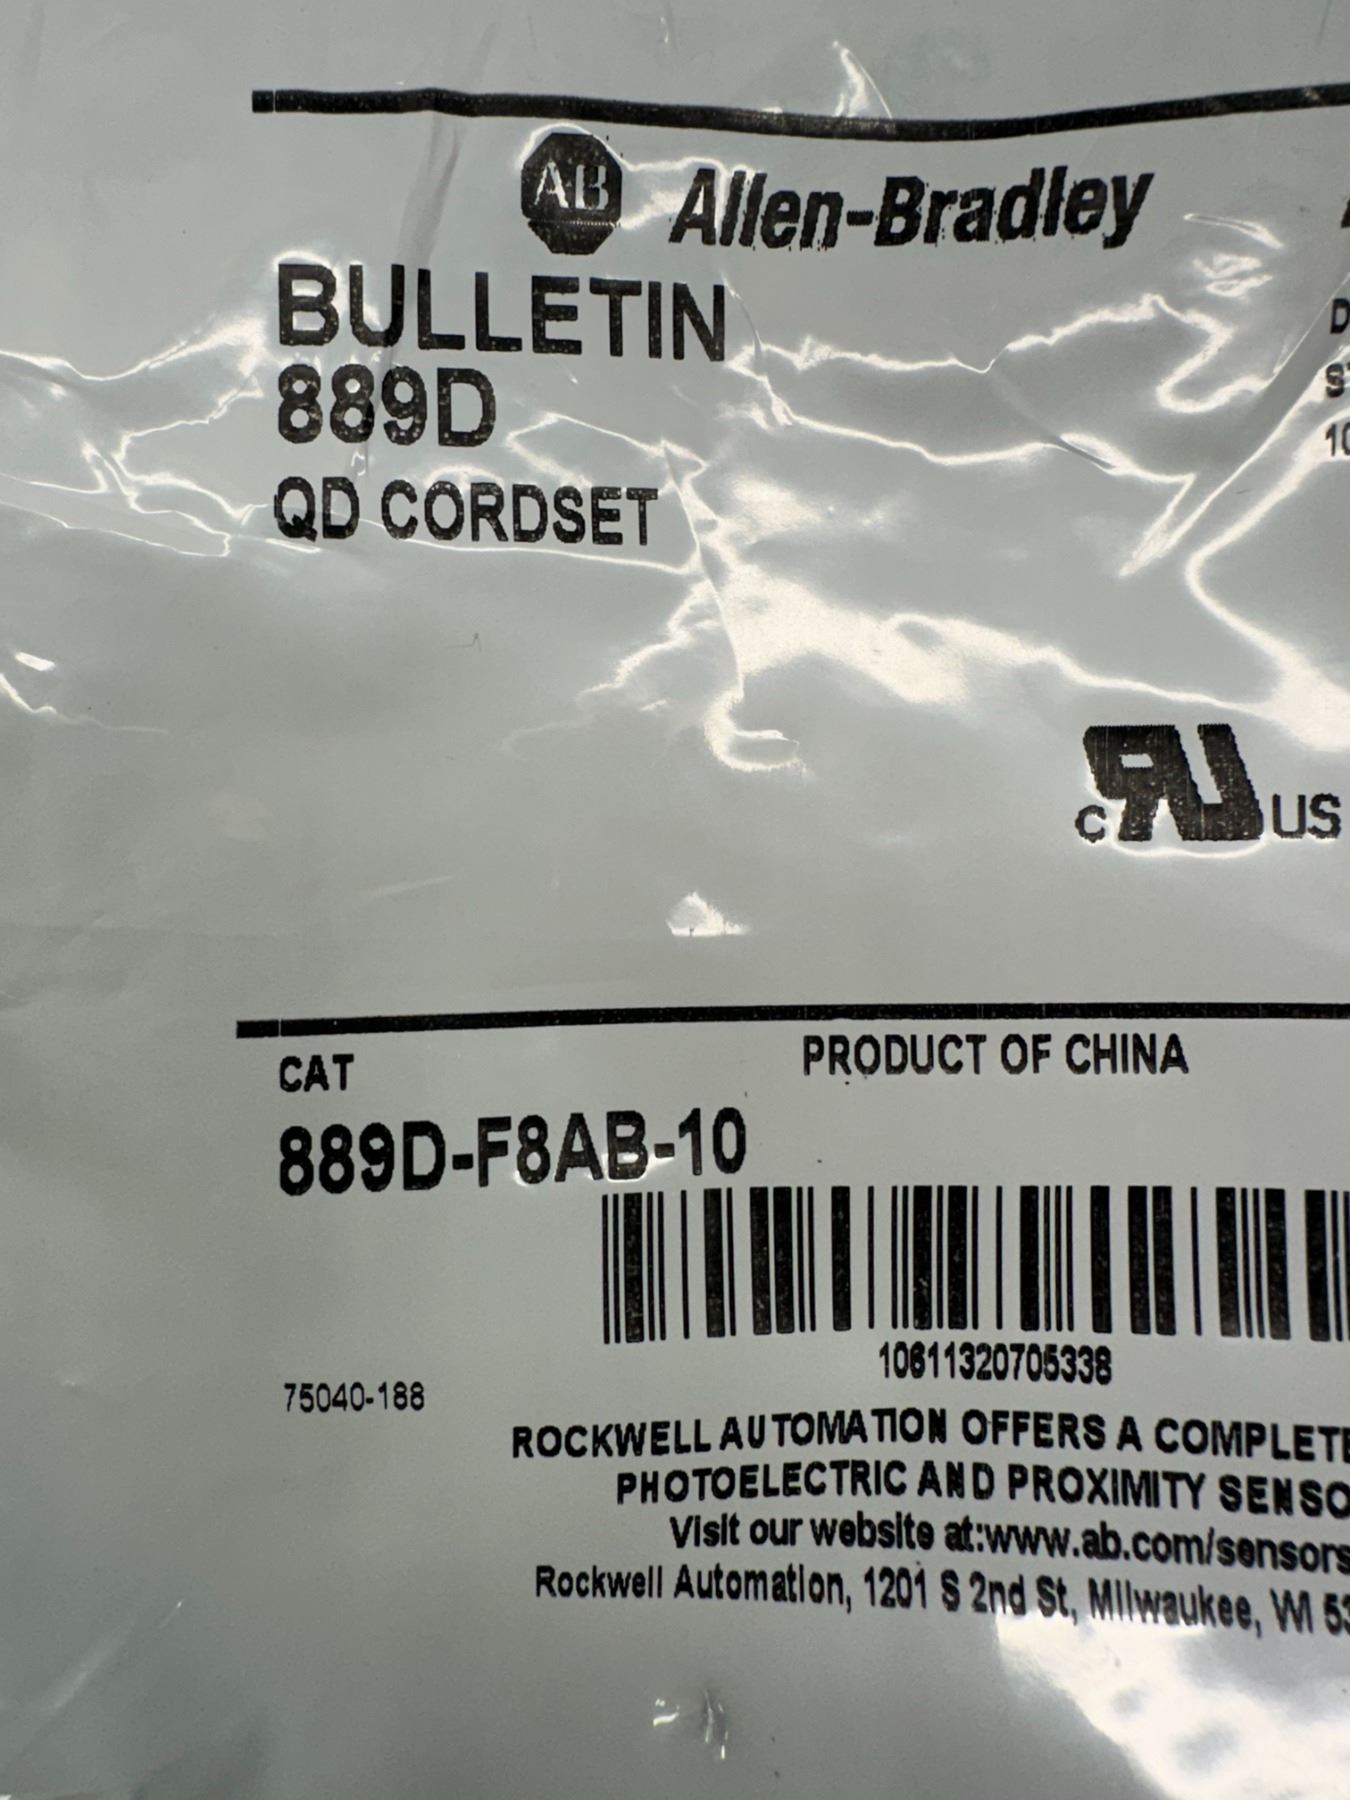 AB Allen-Bradley
BULLETIN
889D
QD CORDSET
c RU US
CAT
PRODUCT OF CHINA
889D-F8AB-10
10611320705338
75040-188
ROCKWELL AUTOMATION OFFERS A COMPLETE
PHOTOELECTRIC AND PROXIMITY SENSO
Visit our website at:www.ab.com/sensors
Rockwell Automation, 1201 S 2nd St, Milwaukee, WI 53